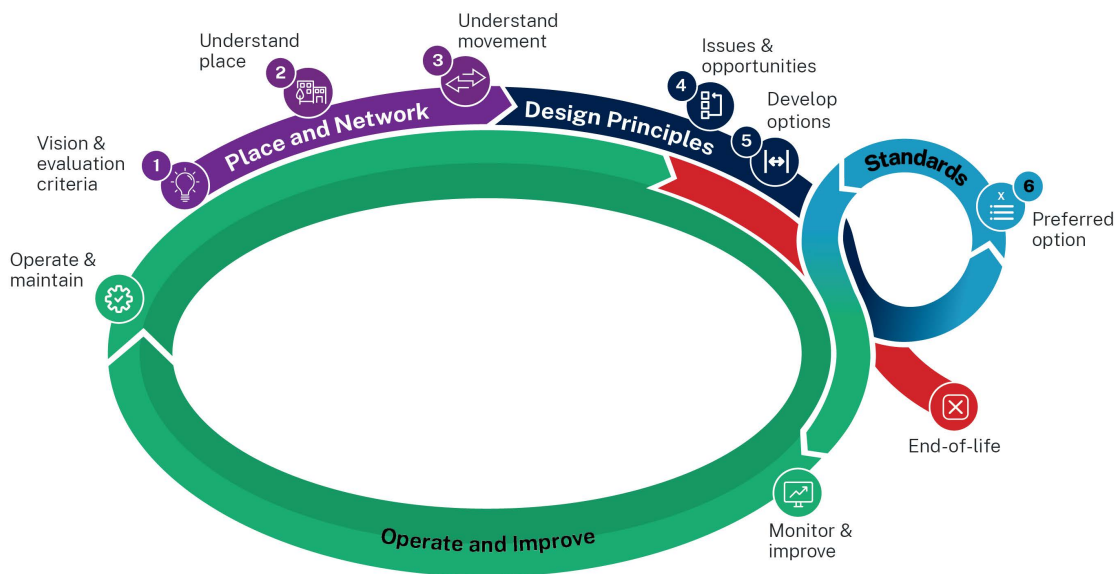 1
Vision &
evaluation
criteria
2
Understand
place
3
Understand
movement
Place and Network
4
Issues &
opportunities
5
Develop
options
Design Principles
Standards
x
6
Preferred
option
End-of-life
Monitor &
improve
Operate and Improve
Operate &
maintain